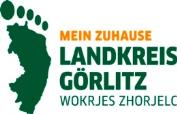 MEIN ZUHAUSE
LANDKREIS
GÖRLITZ
WOKRJES ZHORJELC